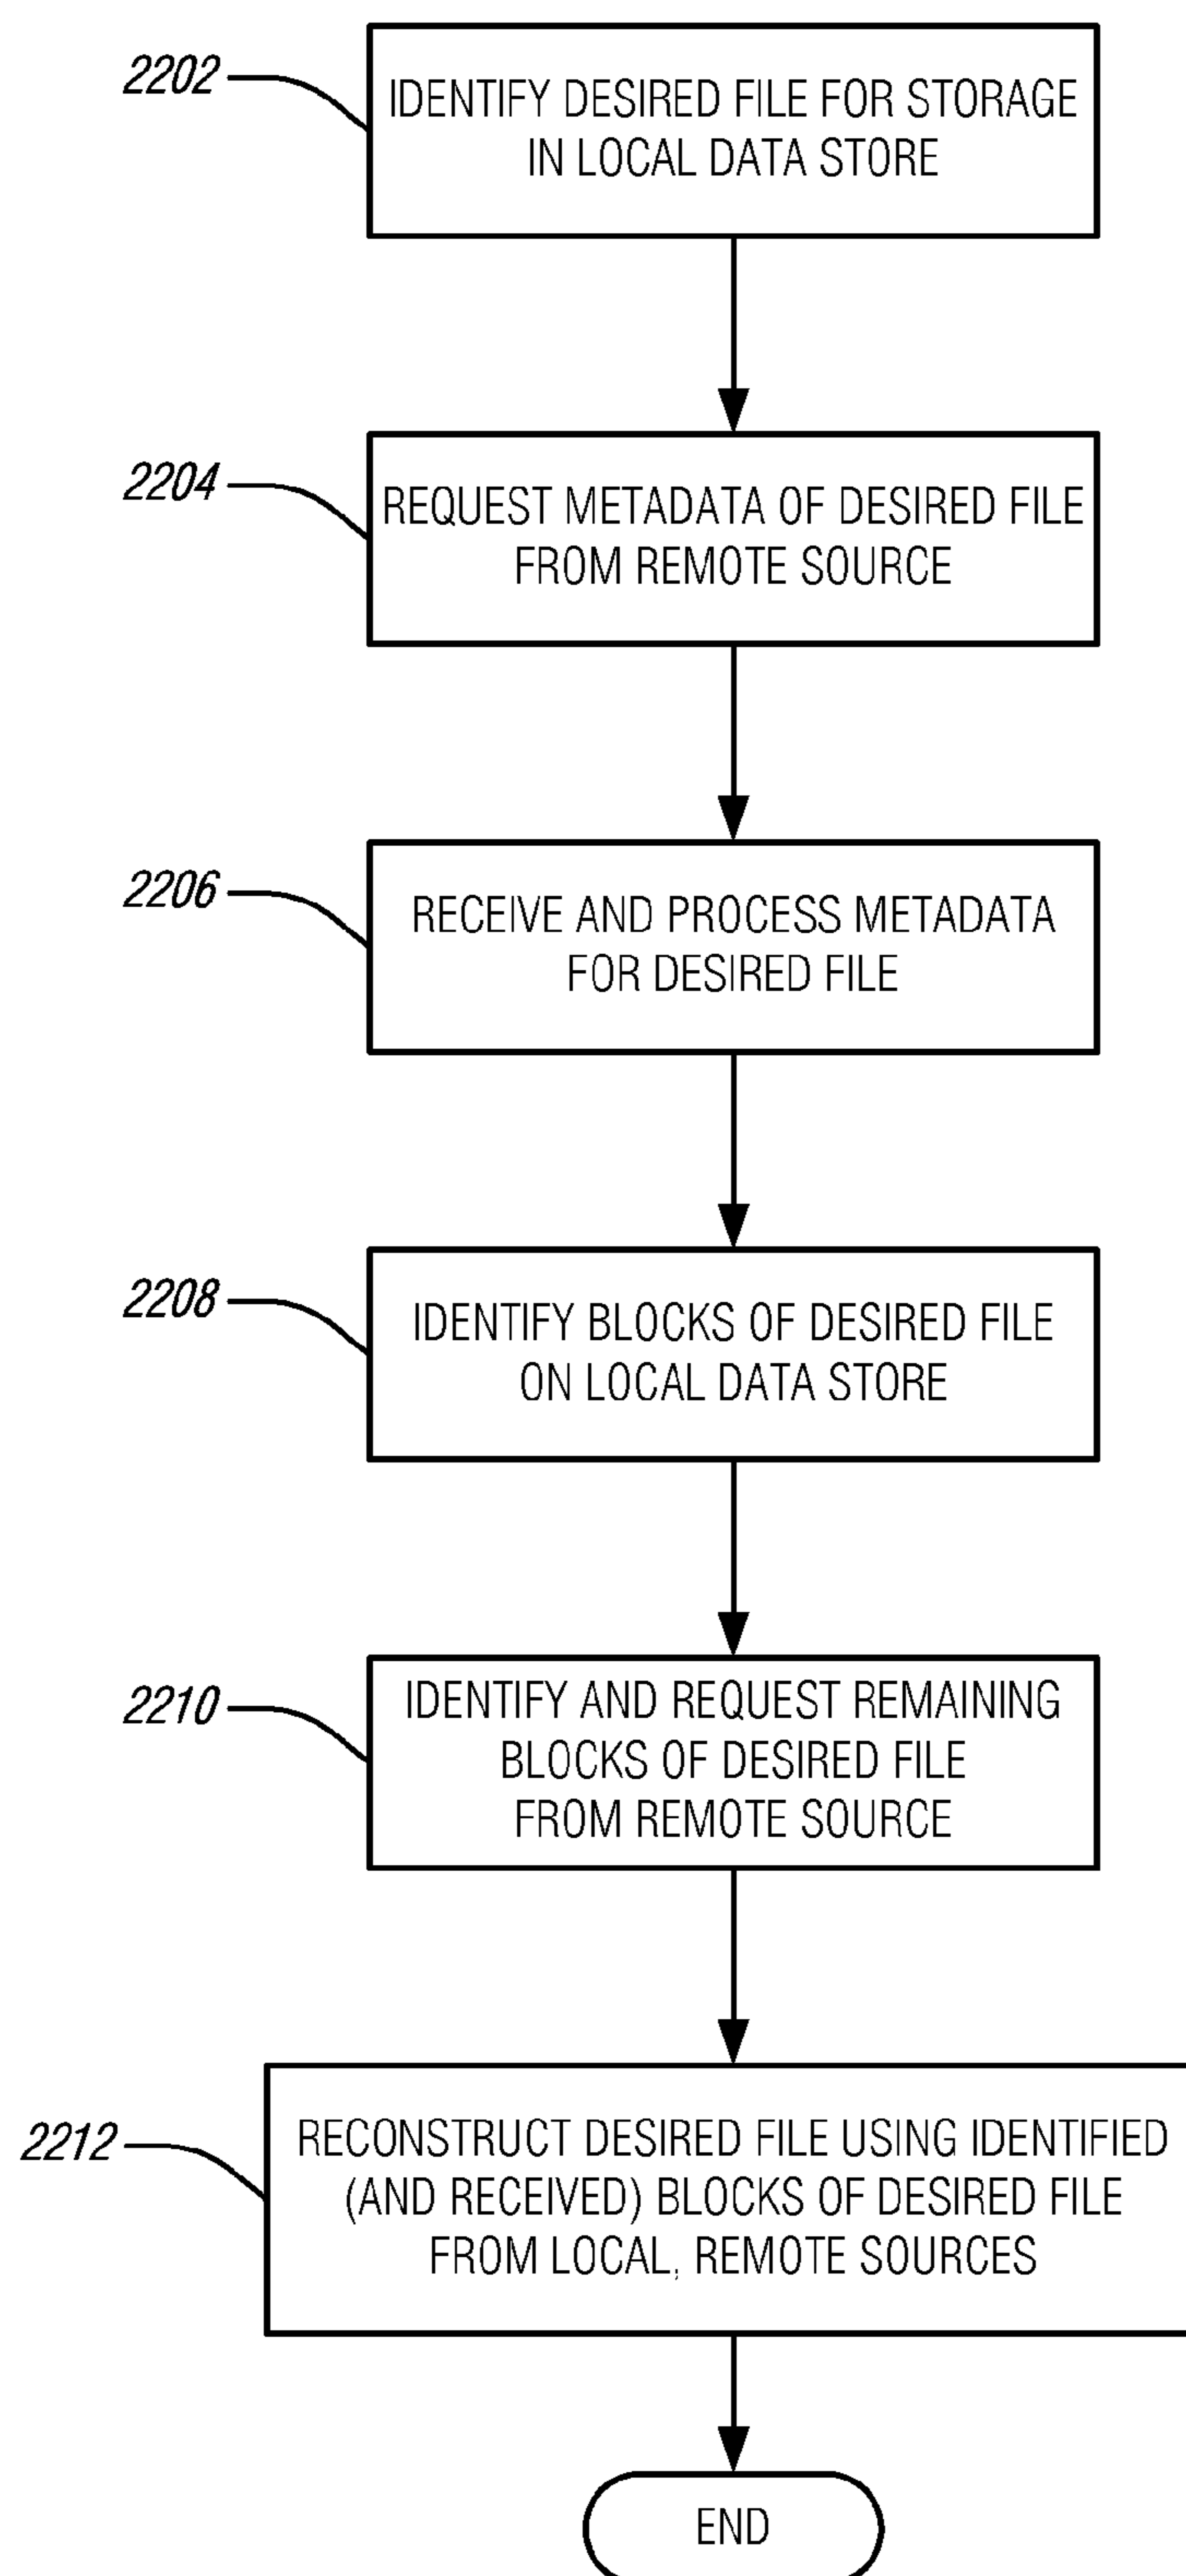 2202
IDENTIFY DESIRED FILE FOR STORAGE
IN LOCAL DATA STORE
2204
REQUEST METADATA OF DESIRED FILE
FROM REMOTE SOURCE
2206
RECEIVE AND PROCESS METADATA
FOR DESIRED FILE
2208
IDENTIFY BLOCKS OF DESIRED FILE
ON LOCAL DATA STORE
2210
IDENTIFY AND REQUEST REMAINING
BLOCKS OF DESIRED FILE
FROM REMOTE SOURCE
2212
RECONSTRUCT DESIRED FILE USING IDENTIFIED
(AND RECEIVED) BLOCKS OF DESIRED FILE
FROM LOCAL, REMOTE SOURCES
END